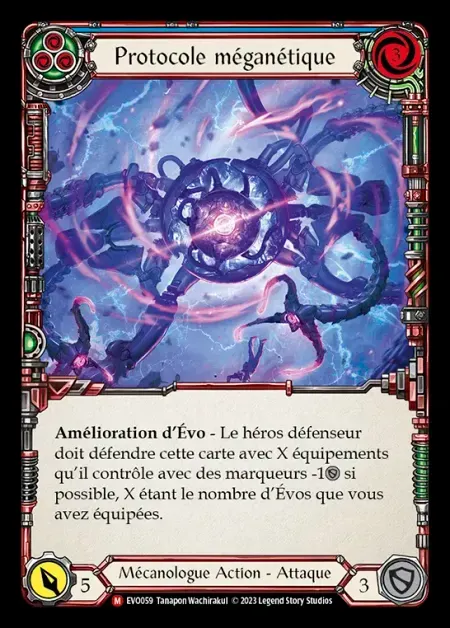 Protocole méganétique
3
Amélioration d'Évo - Le héros défenseur
doit défendre cette carte avec X équipements
qu'il contrôle avec des marqueurs -1 si
possible, X étant le nombre d'Évos que vous
avez équipées.
5
Mécanologue Action - Attaque
3
M EVO059 Tanapon Wachirakul © 2023 Legend Story Studios